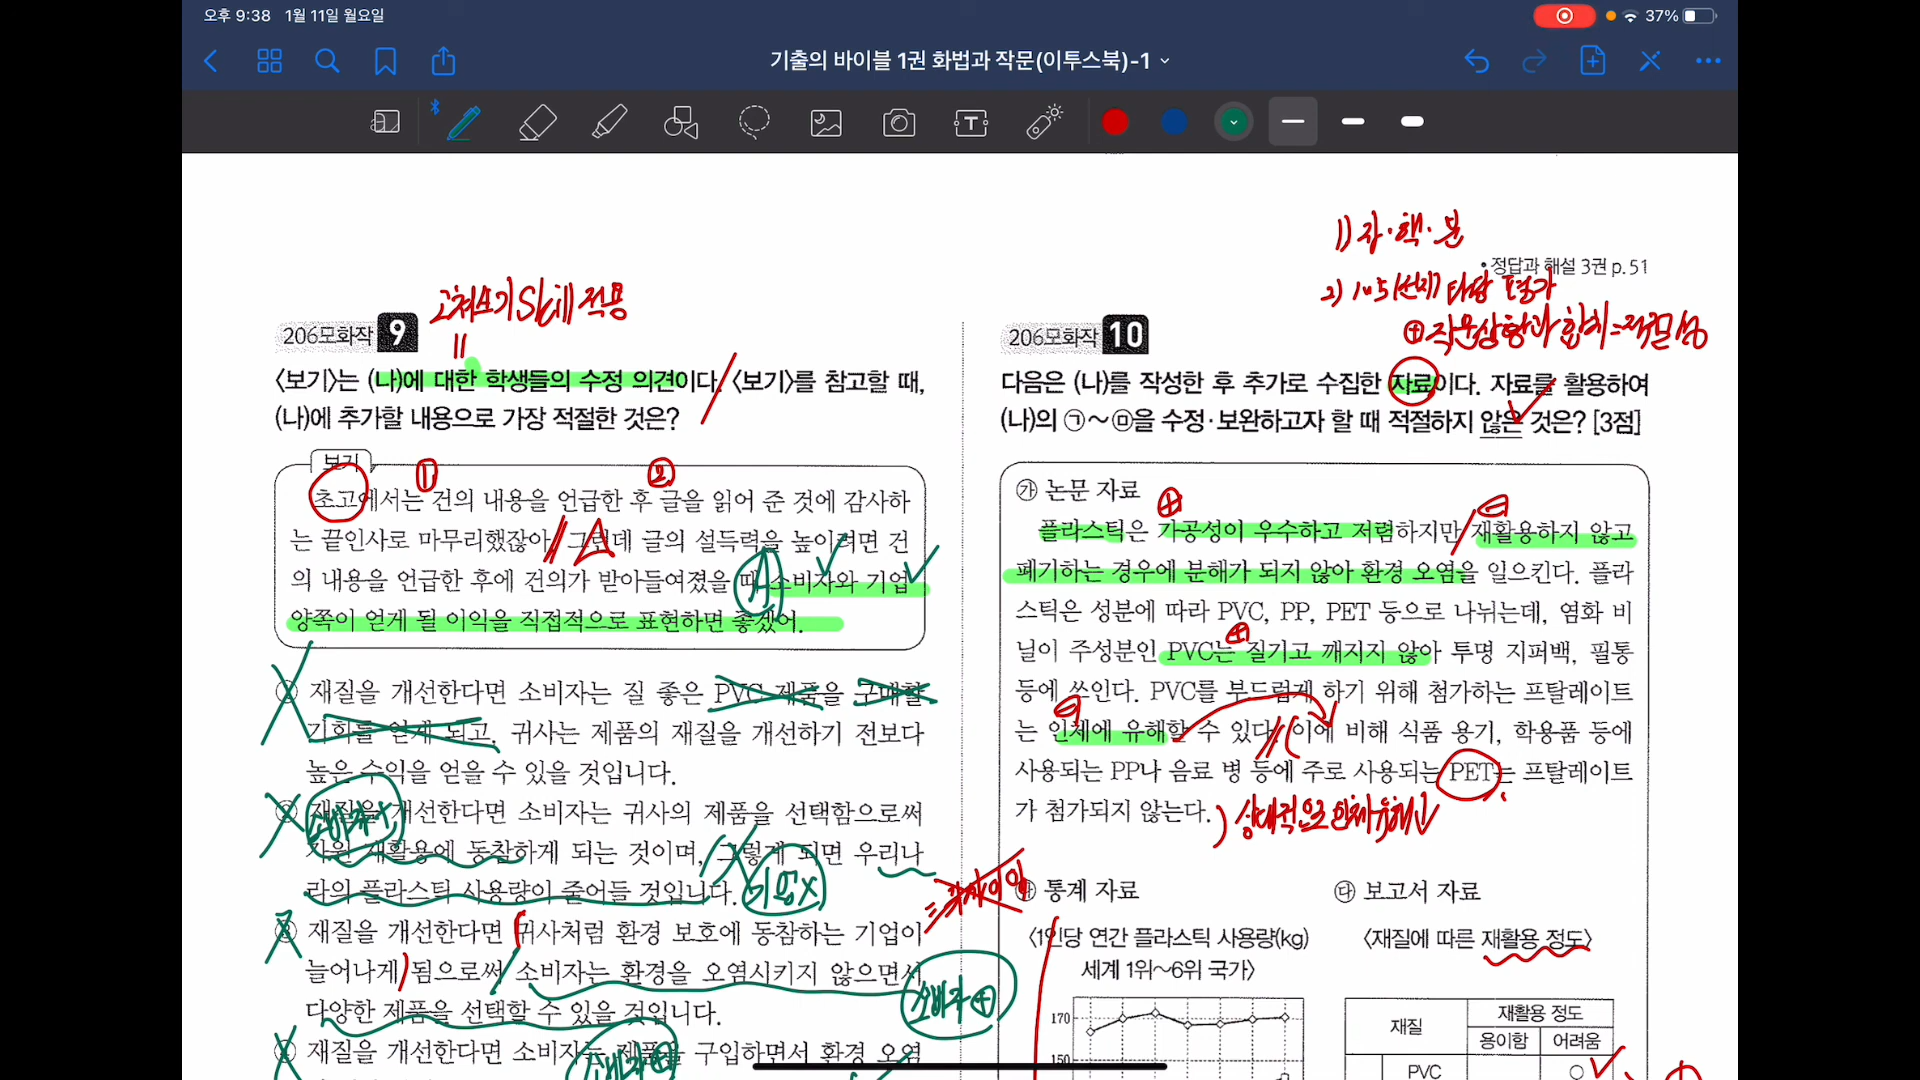 오후 9:38 1월 11일 월요일
37%
기출의 바이블 1권 화법과 작문(이투스북)-1
1) 자·핵·분
• 정답과 해설 3권 p.51
고쳐쓰기 Skill 적용
206모화작 9
〈보기〉는 (나)에 대한 학생들의 수정 의견이다. 〈보기〉를 참고할 때,
(나)에 추가할 내용으로 가장 적절한 것은?
보기
① ②
초고에서는 건의 내용을 언급한 후 글을 읽어 준 것에 감사하
는 끝인사로 마무리했잖아. 그런데 글의 설득력을 높이려면 건
의 내용을 언급한 후에 건의가 받아들여졌을 때 소비자와 기업
양쪽이 얻게 될 이익을 직접적으로 표현하면 좋겠어.
A
① 재질을 개선한다면 소비자는 질 좋은 PVC 제품을 구매할
기회를 얻게 되고, 귀사는 제품의 재질을 개선하기 전보다
높은 수익을 얻을 수 있을 것입니다.
② 재질을 개선한다면 소비자는 귀사의 제품을 선택함으로써
자원 재활용에 동참하게 되는 것이며, 그렇게 되면 우리나
라의 플라스틱 사용량이 줄어들 것입니다.
기업X
③ 재질을 개선한다면 귀사처럼 환경 보호에 동참하는 기업이
늘어나게 됨으로써 소비자는 환경을 오염시키지 않으면서
다양한 제품을 선택할 수 있을 것입니다.
소비자⊕
④ 재질을 개선한다면 소비자는 제품을 구입하면서 환경 오염
206모화작 10
다음은 (나)를 작성한 후 추가로 수집한 자료이다. 자료를 활용하여
(나)의 ㉠～㉤을 수정·보완하고자 할 때 적절하지 않은 것은? [3점]
㉮ 논문 자료
플라스틱은 가공성이 우수하고 저렴하지만 재활용하지 않고
폐기하는 경우에 분해가 되지 않아 환경 오염을 일으킨다. 플라
스틱은 성분에 따라 PVC, PP, PET 등으로 나뉘는데, 염화 비
닐이 주성분인 PVC는 질기고 깨지지 않아 투명 지퍼백, 필통
등에 쓰인다. PVC를 부드럽게 하기 위해 첨가하는 프탈레이트
는 인체에 유해할 수 있다. 이에 비해 식품 용기, 학용품 등에
사용되는 PP나 음료 병 등에 주로 사용되는 PET는 프탈레이트
가 첨가되지 않는다.
㉯ 통계 자료
〈1인당 연간 플라스틱 사용량(kg)
세계 1위~6위 국가〉
170
150
㉰ 보고서 자료
〈재질에 따른 재활용 정도〉
재질 재활용 정도
용이함 어려움
PVC ○